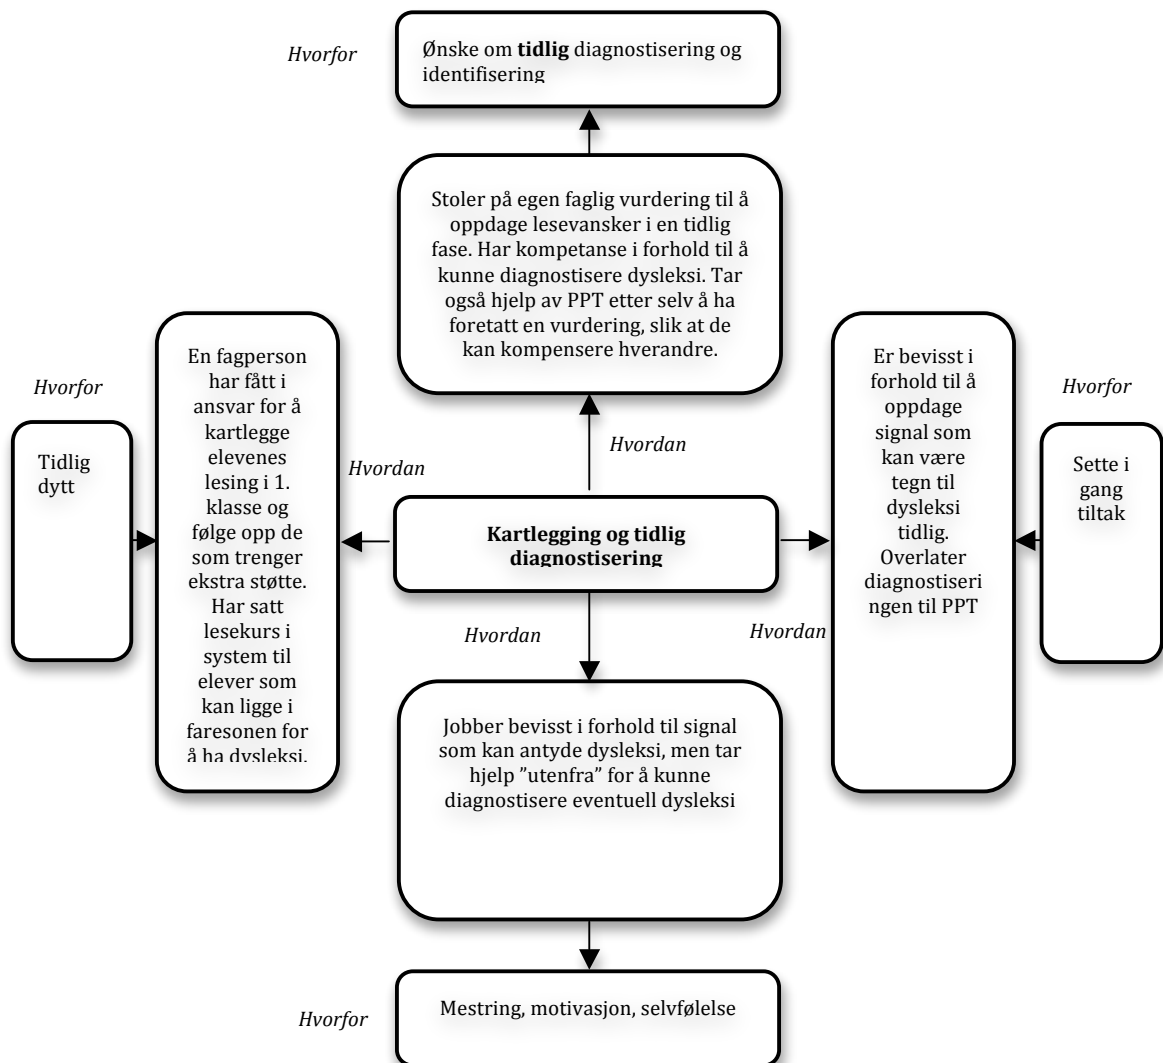 Hvorfor
Ønske om tidlig diagnostisering og
identifisering
Stoler på egen faglig vurdering til å
oppdage lesevansker i en tidlig
fase. Har kompetanse i forhold til å
kunne diagnostisere dysleksi. Tar
også hjelp av PPT etter selv å ha
foretatt en vurdering, slik at de
kan kompensere hverandre.
Hvorfor
Tidlig
dytt
En fagperson
har fått i
ansvar for å
kartlegge
elevenes
lesing i 1.
klasse og
følge opp de
som trenger
ekstra støtte.
Har satt
lesekurs i
system til
elever som
kan ligge i
faresonen for
å ha dysleksi.
Hvordan
Hvordan
Kartlegging og tidlig
diagnostisering
Hvordan
Hvordan
Er bevisst i
forhold til å
oppdage
signal som
kan være
tegn til
dysleksi
tidlig.
Overlater
diagnostiseri
ngen til PPT
Hvorfor
Sette i
gang
tiltak
Jobber bevisst i forhold til signal
som kan antyde dysleksi, men tar
hjelp ”utenfra” for å kunne
diagnostisere eventuell dysleksi
Hvorfor
Mestring, motivasjon, selvfølelse